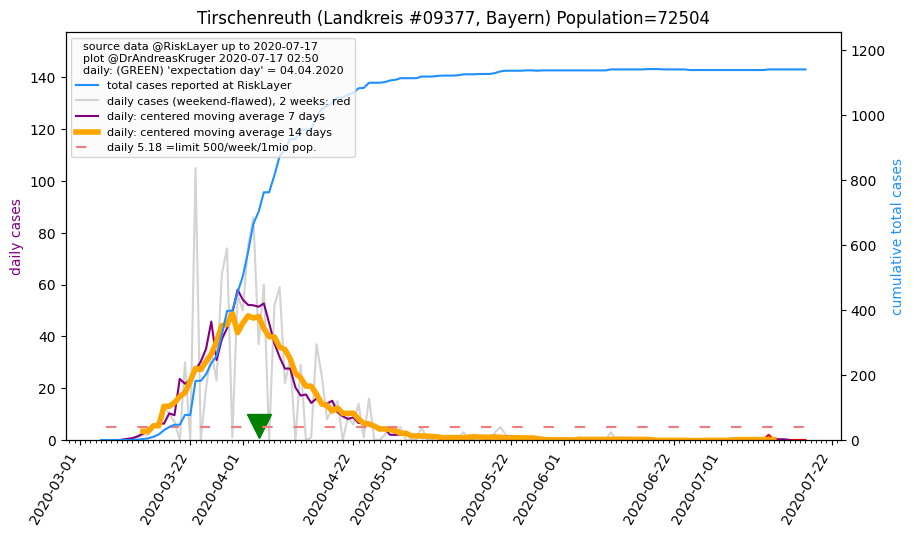 Tirschenreuth (Landkreis #09377, Bayern) Population=72504
source data @RiskLayer up to 2020-07-17
plot @DrAndreasKruger 2020-07-17 02:50
daily: (GREEN) 'expectation day' = 04.04.2020
total cases reported at RiskLayer
daily cases (weekend-flawed), 2 weeks: red
daily: centered moving average 7 days
daily: centered moving average 14 days
daily 5.18 =limit 500/week/1mio pop.
daily cases
140
120
100
80
60
40
20
0
cumulative total cases
1200
1000
800
600
400
200
0
2020-03-01
2020-03-22
2020-04-01
2020-04-22
2020-05-01
2020-05-22
2020-06-01
2020-06-22
2020-07-01
2020-07-22